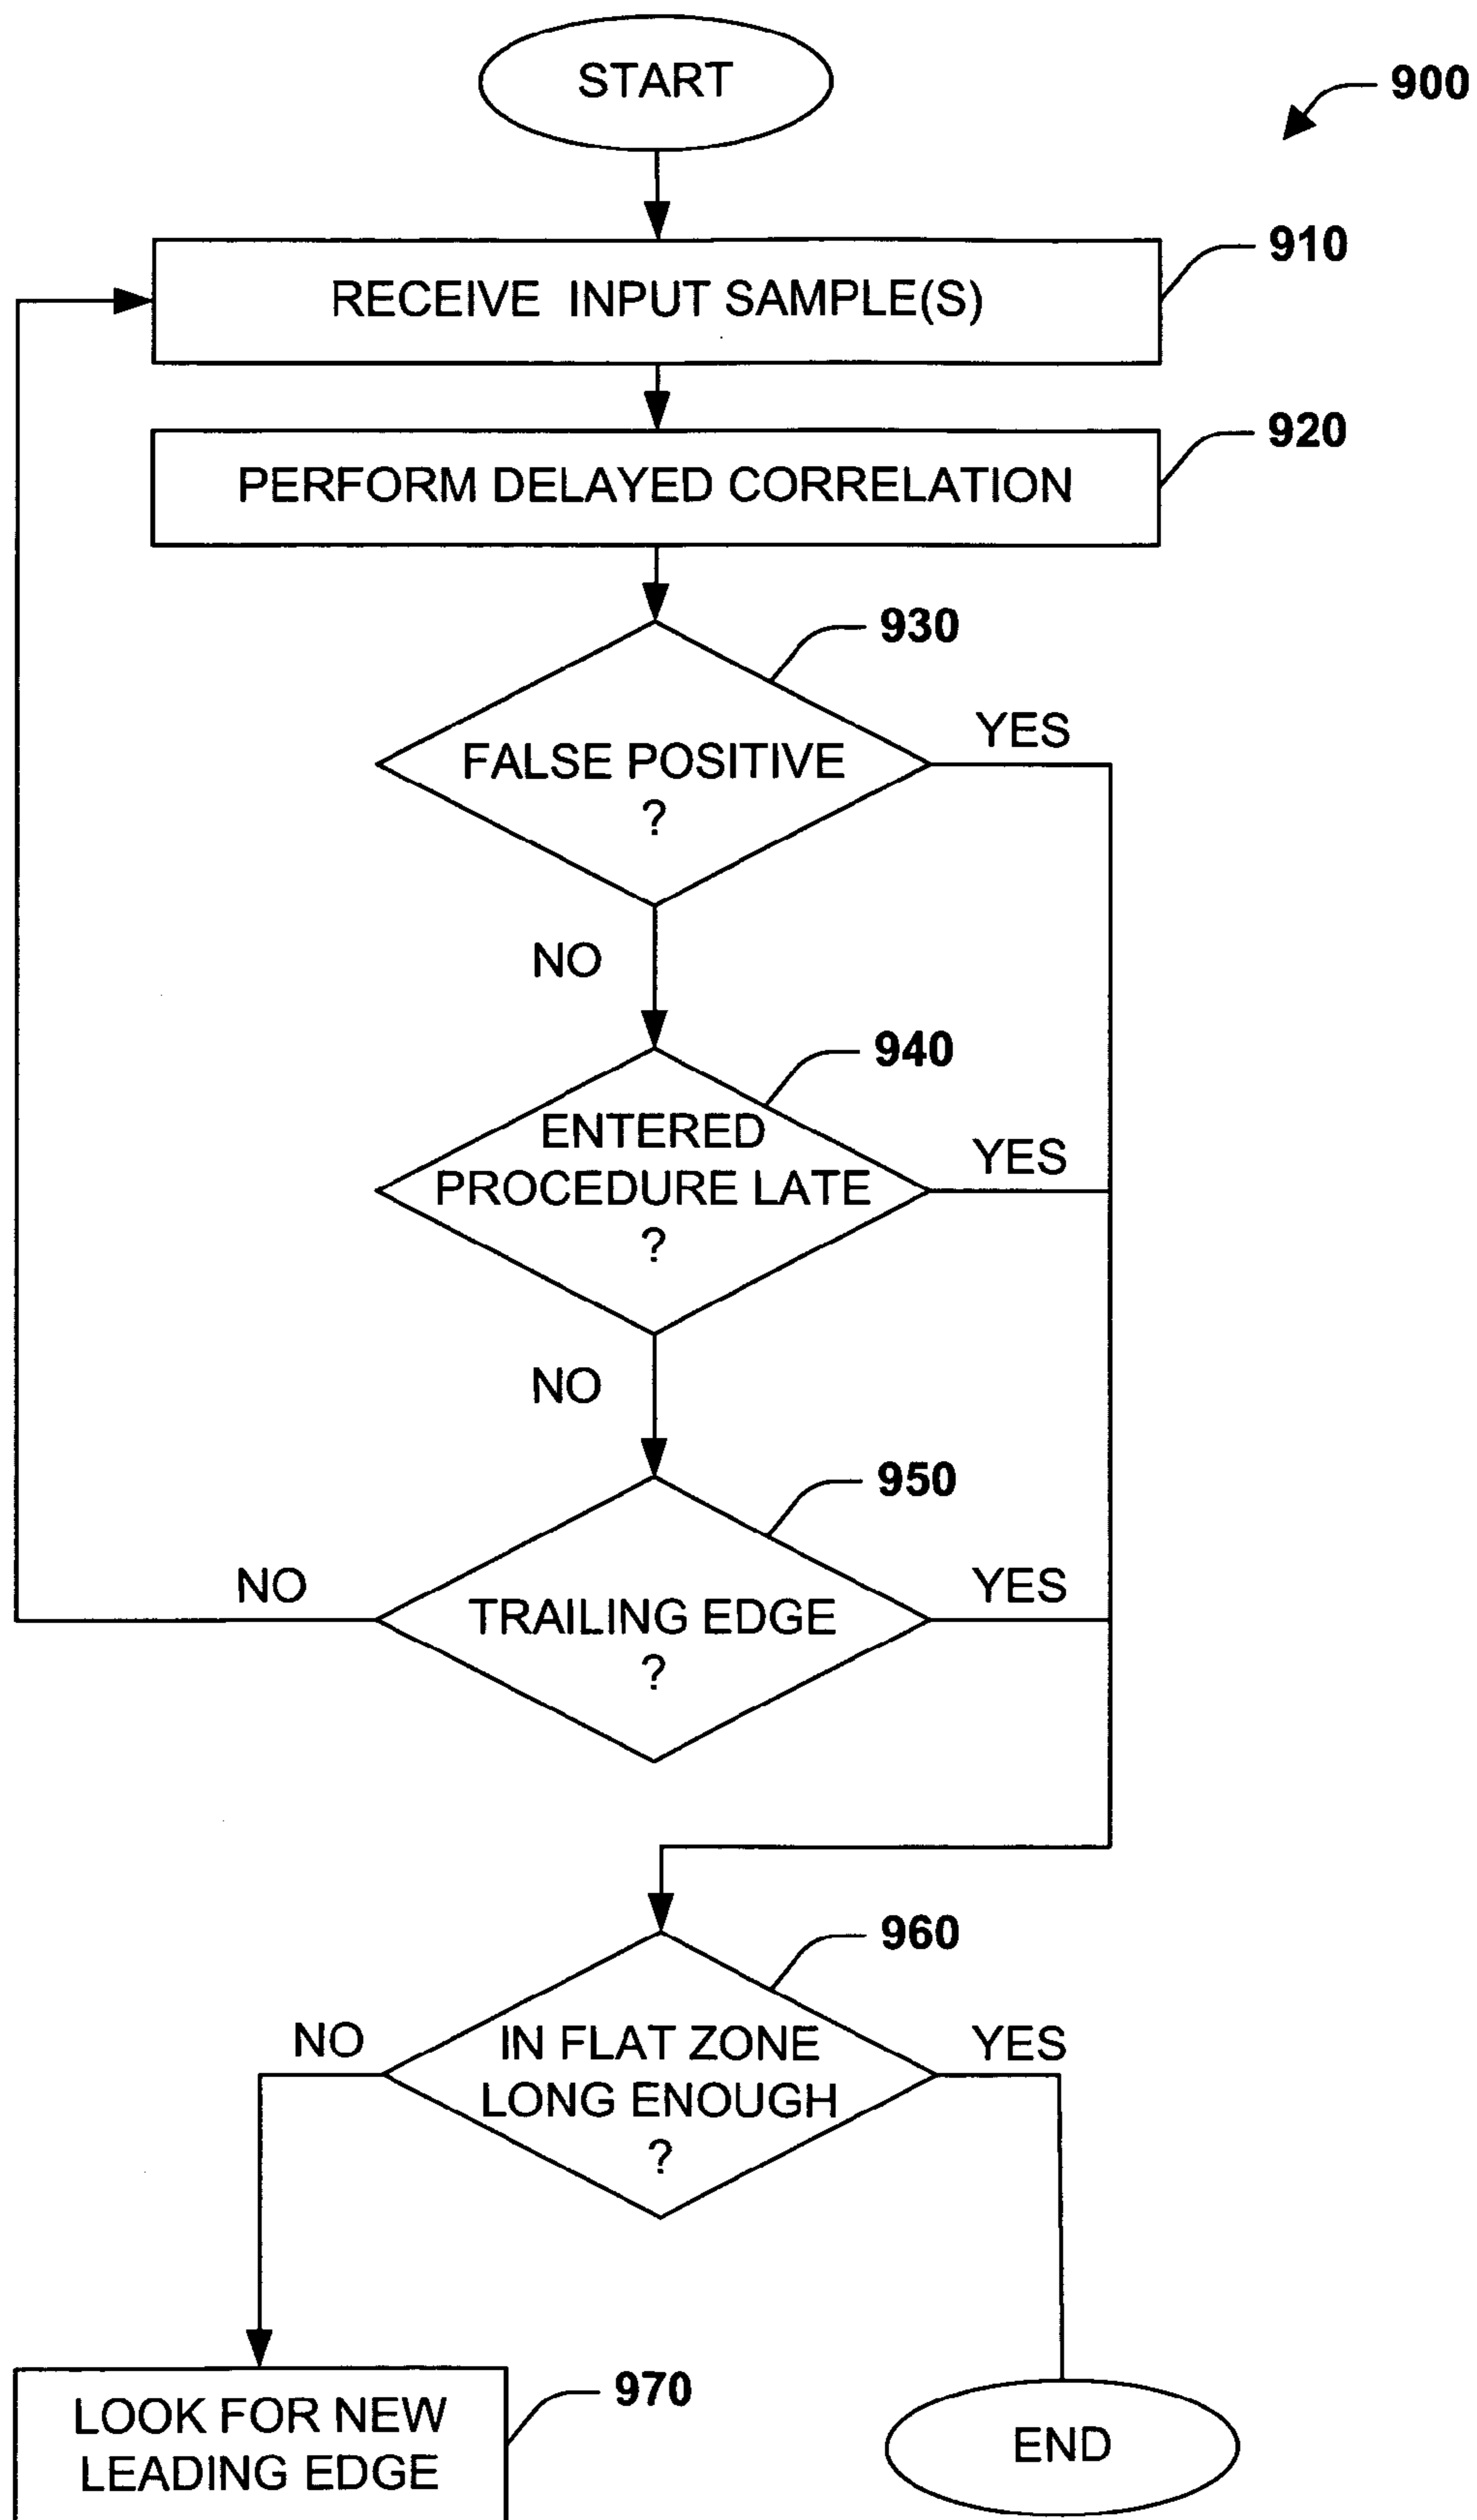 START
900
RECEIVE INPUT SAMPLE(S)
910
PERFORM DELAYED CORRELATION
920
930
FALSE POSITIVE
?
YES
NO
940
ENTERED
PROCEDURE LATE
?
YES
NO
950
TRAILING EDGE
?
NO
YES
960
IN FLAT ZONE
LONG ENOUGH
?
NO
YES
970
LOOK FOR NEW
LEADING EDGE
END